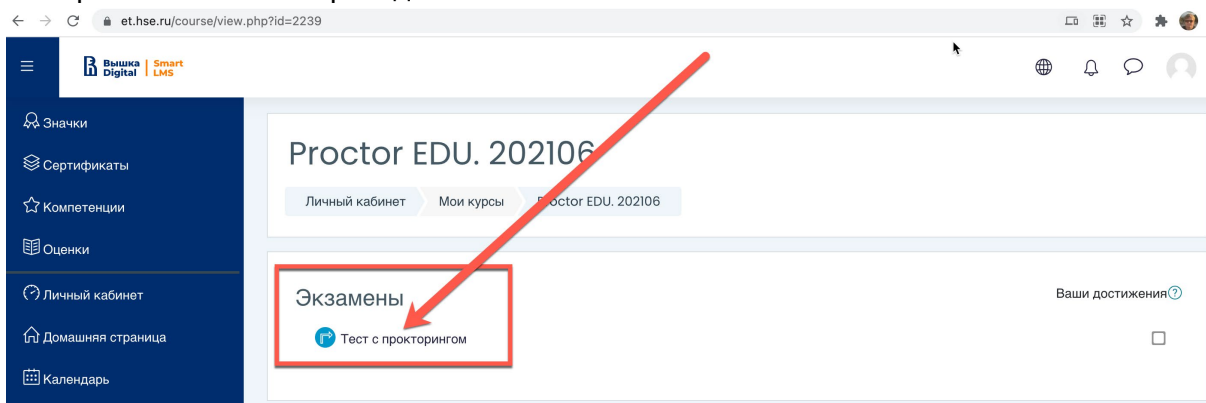 et.hse.ru/course/view.php?id=2239
Вышка Digital | Smart LMS
Значки
Сертификаты
Компетенции
Оценки
Личный кабинет
Домашняя страница
Календарь
Proctor EDU. 202106
Личный кабинет Мои курсы Proctor EDU. 202106
Экзамены
Ваши достижения
Тест с прокторингом